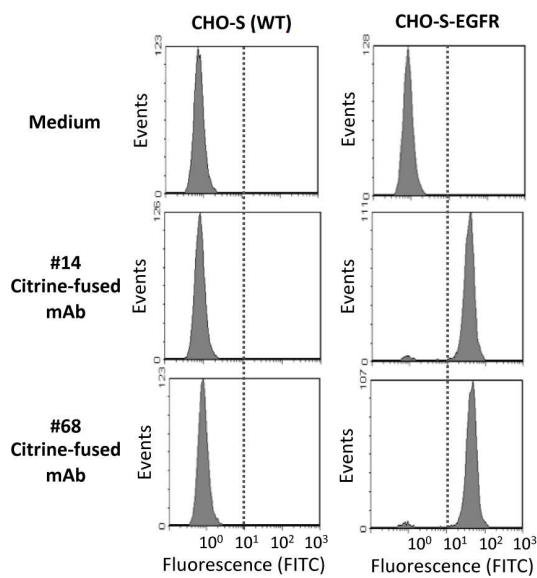 CHO-S (WT)
CHO-S-EGFR
Medium
Events
123
0
Events
128
0
#14
Citrine-fused
mAb
Events
126
0
Events
111
0
#68
Citrine-fused
mAb
Events
123
0
Events
107
0
10⁰ 10¹ 10² 10³
10⁰ 10¹ 10² 10³
Fluorescence (FITC)
Fluorescence (FITC)